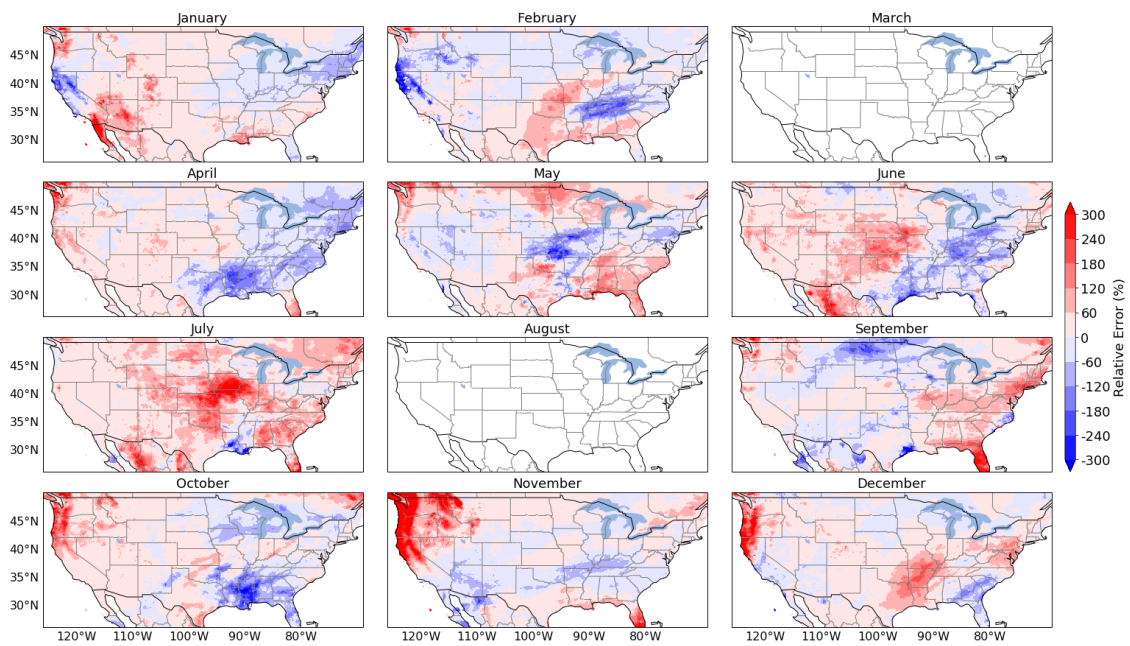 January February March
45°N
40°N
35°N
30°N
April May June
45°N
40°N
35°N
30°N
July August September
45°N
40°N
35°N
30°N
October November December
45°N
40°N
35°N
30°N
120°W 110°W 100°W 90°W 80°W 120°W 110°W 100°W 90°W 80°W 120°W 110°W 100°W 90°W 80°W
300
240
180
120
60
0
-60
-120
-180
-240
-300
Relative Error (%)